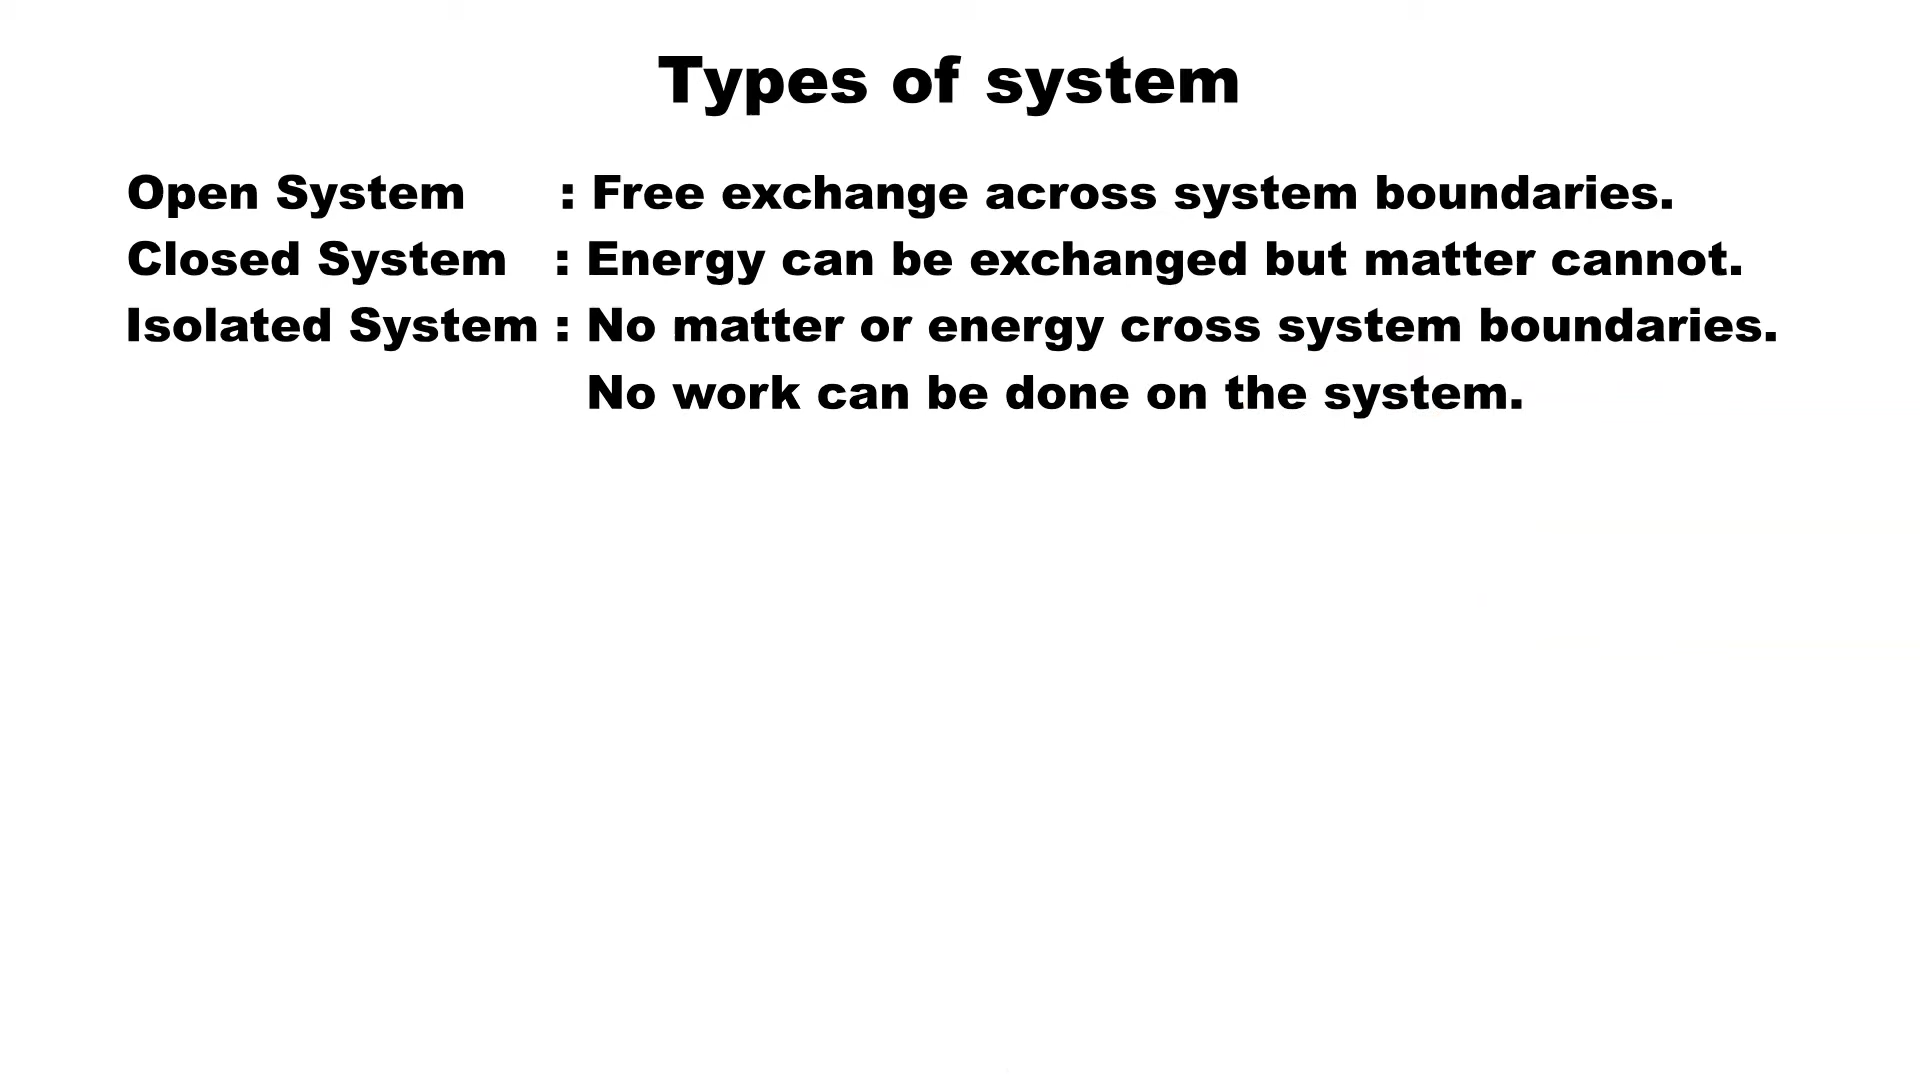 Types of system
Open System : Free exchange across system boundaries.
Closed System : Energy can be exchanged but matter cannot.
Isolated System : No matter or energy cross system boundaries.
No work can be done on the system.